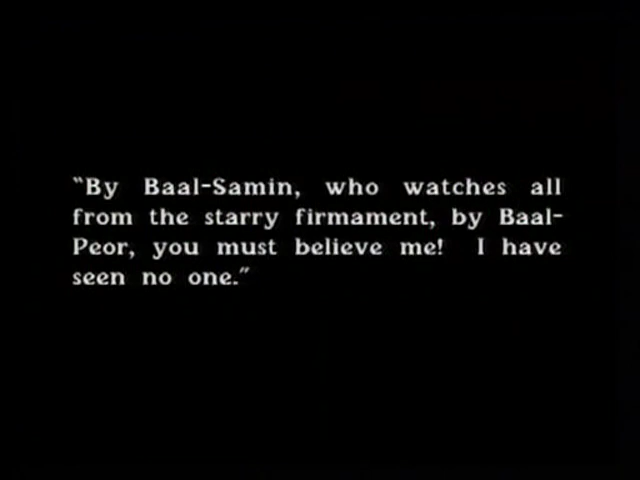 “By Baal-Samin, who watches all
from the starry firmament, by Baal-
Peor, you must believe me!  I have
seen no one.”